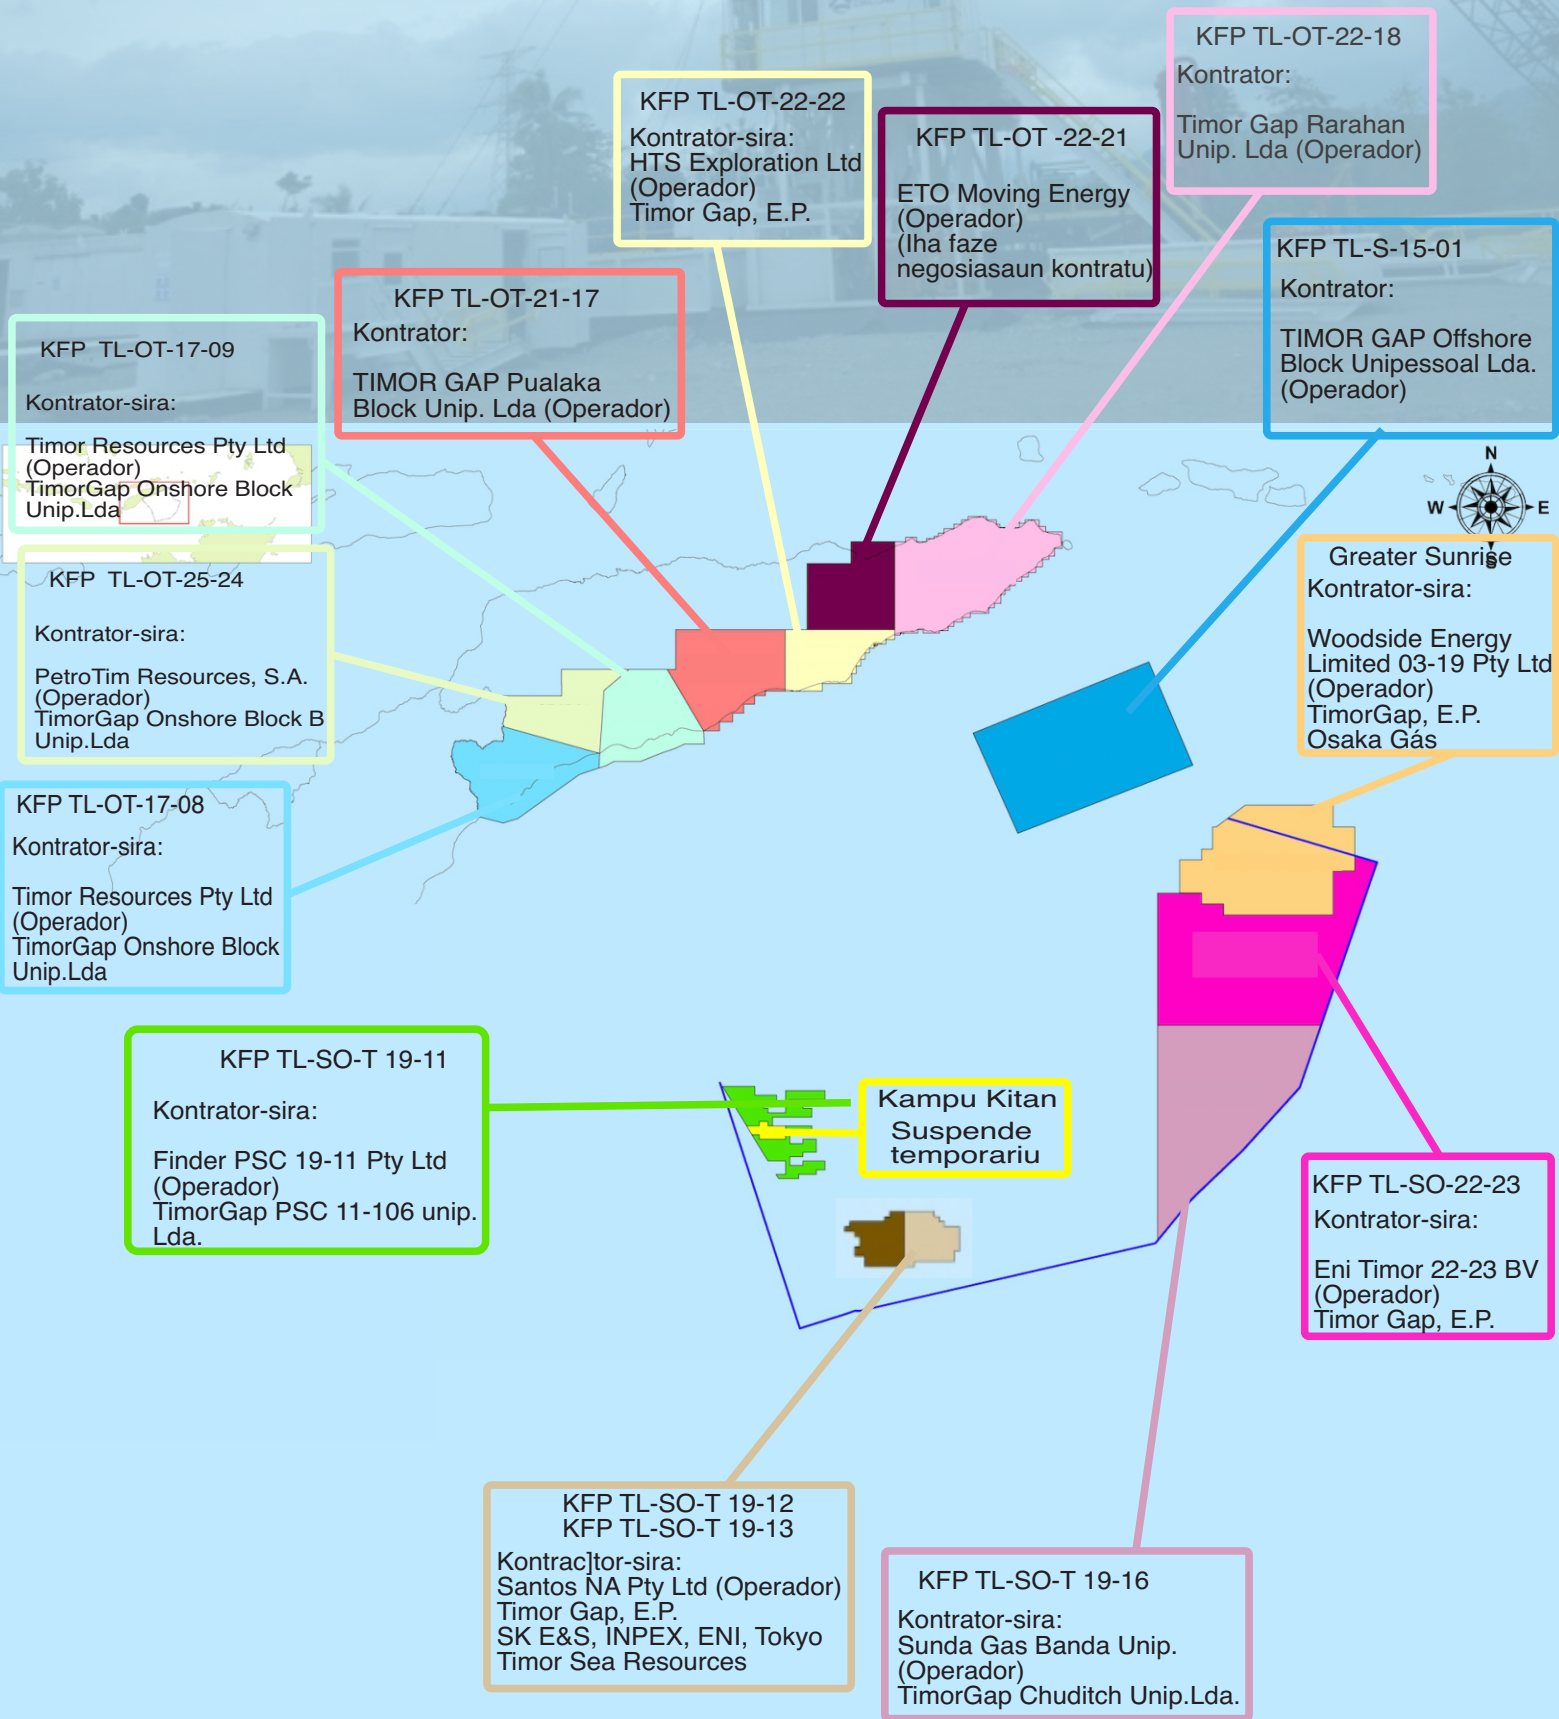 KFP TL-OT-22-18
Kontrator:
Timor Gap Rarahan
Unip. Lda (Operador)
KFP TL-OT-22-22
Kontrator-sira:
HTS Exploration Ltd
(Operador)
Timor Gap, E.P.
KFP TL-OT -22-21
ETO Moving Energy
(Operador)
(Iha faze
negosiasaun kontratu)
KFP TL-S-15-01
Kontrator:
TIMOR GAP Offshore
Block Unipessoal Lda.
(Operador)
KFP TL-OT-21-17
Kontrator:
TIMOR GAP Pualaka
Block Unip. Lda (Operador)
KFP TL-OT-17-09
Kontrator-sira:
Timor Resources Pty Ltd
(Operador)
TimorGap Onshore Block
Unip.Lda
N
W
E
S
Greater Sunrise
Kontrator-sira:
Woodside Energy
Limited 03-19 Pty Ltd
(Operador)
TimorGap, E.P.
Osaka Gás
KFP TL-OT-25-24
Kontrator-sira:
PetroTim Resources, S.A.
(Operador)
TimorGap Onshore Block B
Unip.Lda
KFP TL-OT-17-08
Kontrator-sira:
Timor Resources Pty Ltd
(Operador)
TimorGap Onshore Block
Unip.Lda
KFP TL-SO-T 19-11
Kontrator-sira:
Finder PSC 19-11 Pty Ltd
(Operador)
TimorGap PSC 11-106 unip.
Lda.
Kampu Kitan
Suspende
temporariu
KFP TL-SO-22-23
Kontrator-sira:
Eni Timor 22-23 BV
(Operador)
Timor Gap, E.P.
KFP TL-SO-T 19-12
KFP TL-SO-T 19-13
Kontrac]tor-sira:
Santos NA Pty Ltd (Operador)
Timor Gap, E.P.
SK E&S, INPEX, ENI, Tokyo
Timor Sea Resources
KFP TL-SO-T 19-16
Kontrator-sira:
Sunda Gas Banda Unip.
(Operador)
TimorGap Chuditch Unip.Lda.